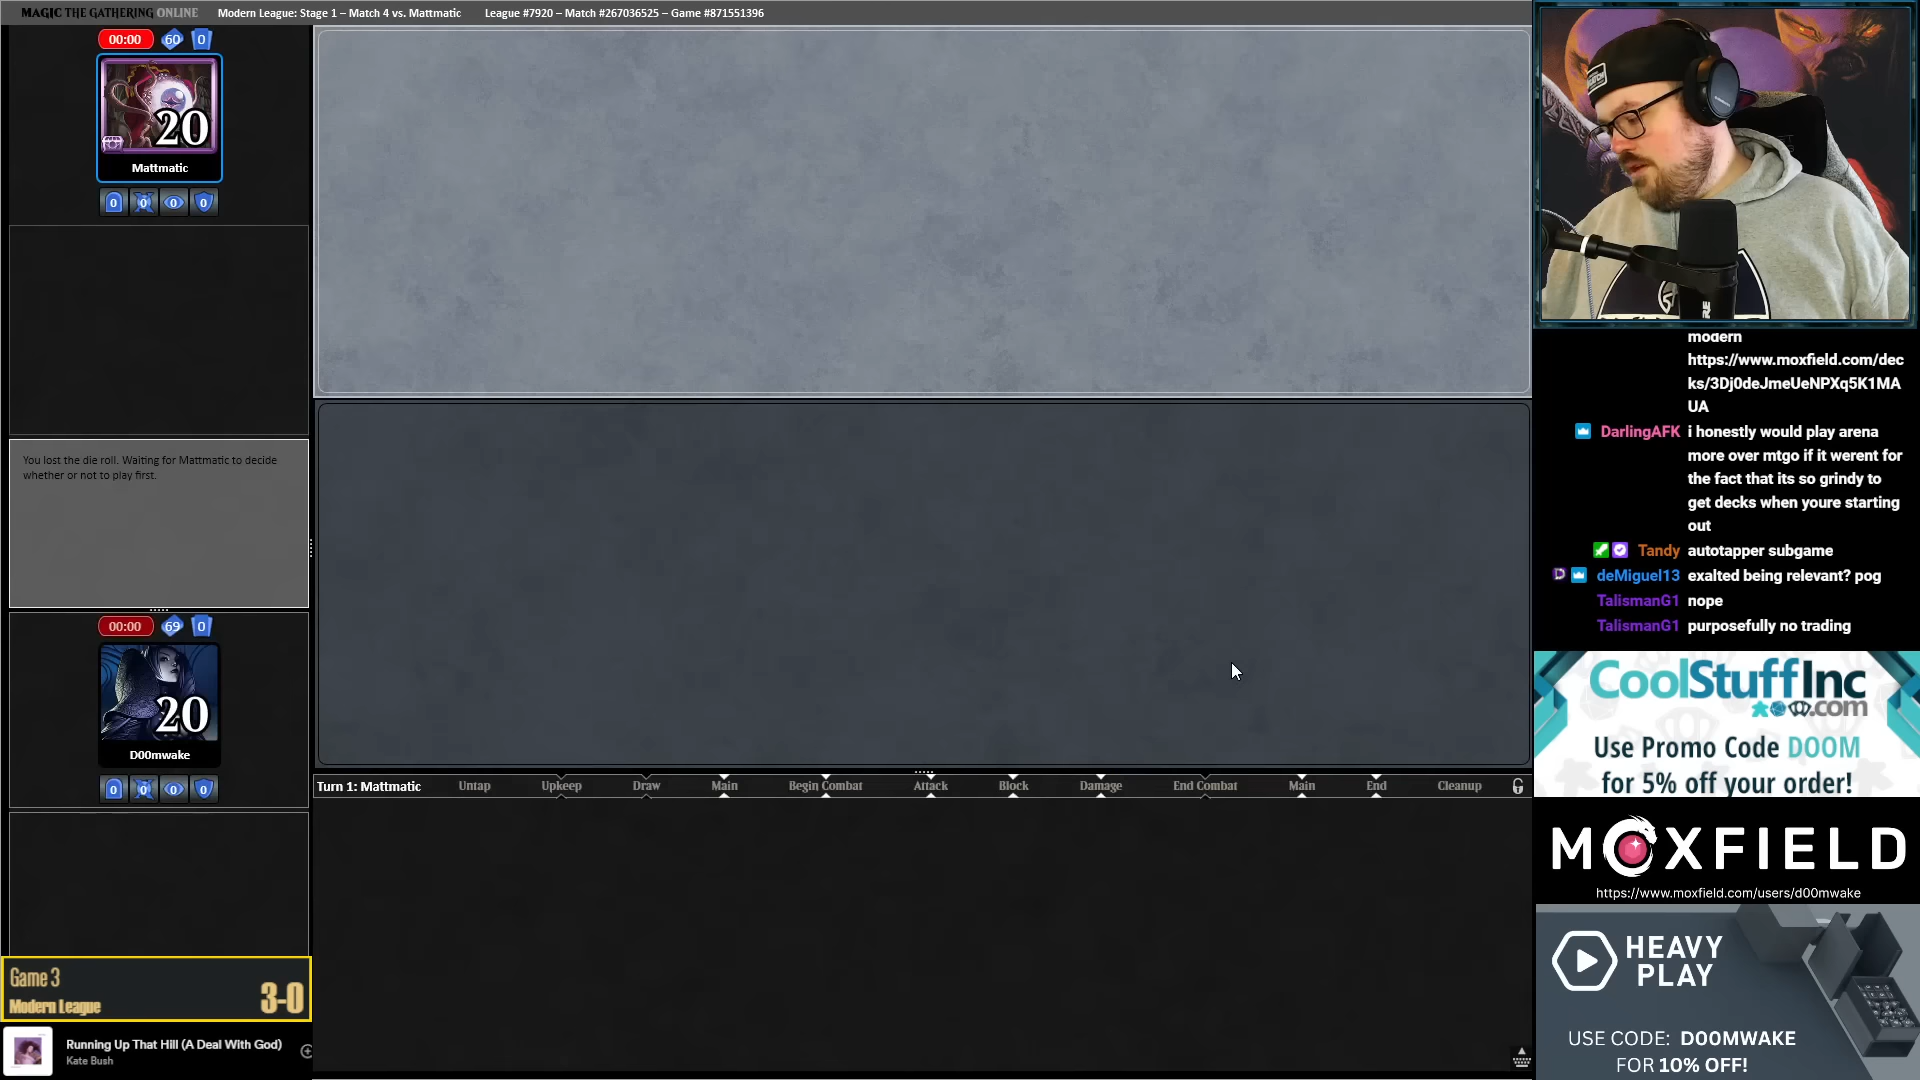 MAGIC THE GATHERING ONLINE
Modern League: Stage 1 – Match 4 vs. Mattmatic
League #7920 – Match #267036525 – Game #871551396
00:00
60
0
20
Mattmatic
0
0
0
0
You lost the die roll. Waiting for Mattmatic to decide
whether or not to play first.
00:00
69
0
20
D00mwake
0
0
0
0
Turn 1: Mattmatic
Untap
Upkeep
Draw
Main
Begin Combat
Attack
Block
Damage
End Combat
Main
End
Cleanup
Game 3
Modern League
3-0
Running Up That Hill (A Deal With God)
Kate Bush
modern
https://www.moxfield.com/dec
ks/3Dj0deJmeUeNPXq5K1MA
UA
DarlingAFK i honestly would play arena
more over mtgo if it werent for
the fact that its so grindy to
get decks when youre starting
out
Tandy autotapper subgame
deMiguel13 exalted being relevant? pog
TalismanG1 nope
TalismanG1 purposefully no trading
CoolStuffInc
.com
Use Promo Code DOOM
for 5% off your order!
MOXFIELD
https://www.moxfield.com/users/d00mwake
HEAVY
PLAY
USE CODE: D00MWAKE
FOR 10% OFF!